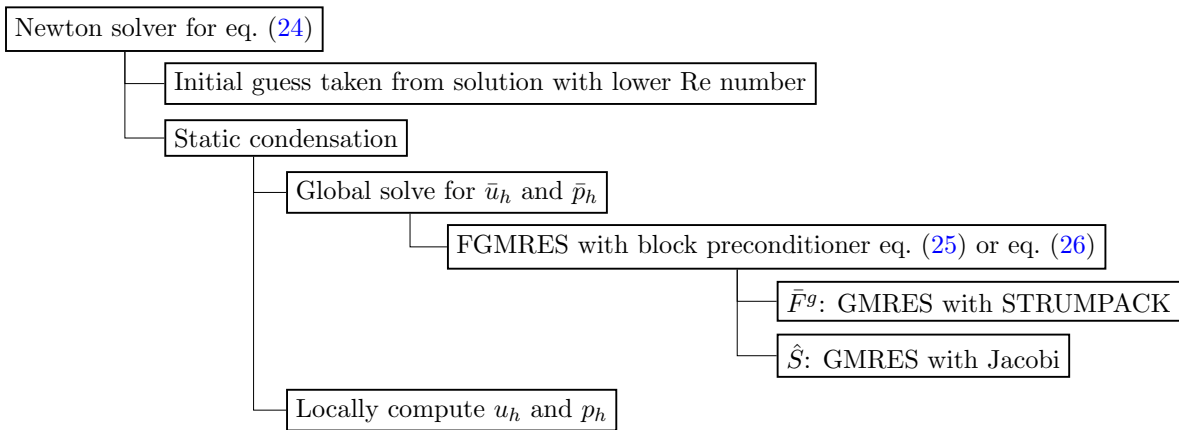 Newton solver for eq. (24)
Initial guess taken from solution with lower Re number
Static condensation
Global solve for ū_h and p̄_h
FGMRES with block preconditioner eq. (25) or eq. (26)
F̄^g: GMRES with STRUMPACK
Ŝ: GMRES with Jacobi
Locally compute u_h and p_h